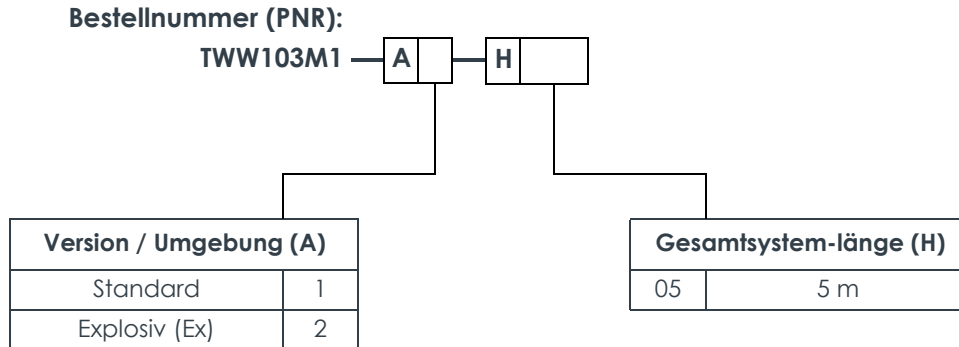 Bestellnummer (PNR):
TWW103M1 A H
Version / Umgebung (A)
Standard 1
Explosiv (Ex) 2
Gesamtsystem-länge (H)
05 5 m